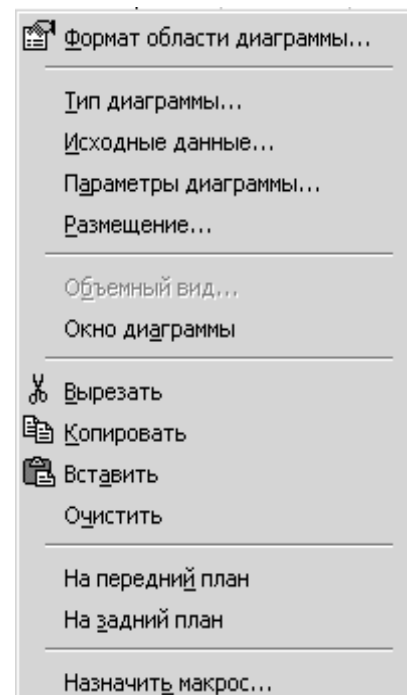 Формат области диаграммы...
Тип диаграммы...
Исходные данные...
Параметры диаграммы...
Размещение...
Объемный вид...
Окно диаграммы
Вырезать
Копировать
Вставить
Очистить
На передний план
На задний план
Назначить макрос...